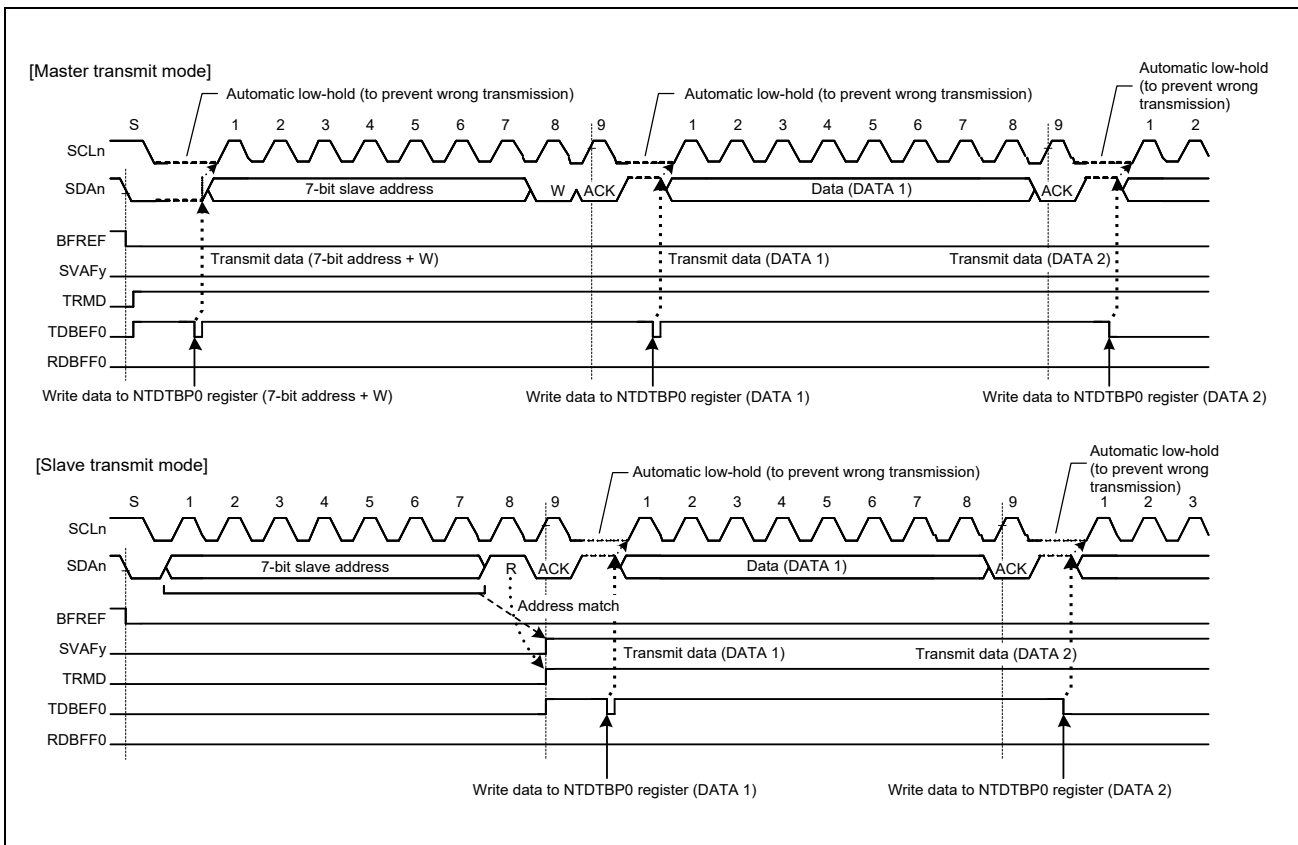 [Master transmit mode]
Automatic low-hold (to prevent wrong transmission)
Automatic low-hold (to prevent wrong transmission)
Automatic low-hold
(to prevent wrong
transmission)
S 1 2 3 4 5 6 7 8 9 1 2 3 4 5 6 7 8 9 1 2
SCLn
SDAn 7-bit slave address W ACK Data (DATA 1) ACK
BFREF
Transmit data (7-bit address + W) Transmit data (DATA 1) Transmit data (DATA 2)
SVAFy
TRMD
TDBEF0
RDBFF0
Write data to NTDTBP0 register (7-bit address + W) Write data to NTDTBP0 register (DATA 1) Write data to NTDTBP0 register (DATA 2)
[Slave transmit mode]
Automatic low-hold (to prevent wrong transmission)
Automatic low-hold
(to prevent wrong
transmission)
S 1 2 3 4 5 6 7 8 9 1 2 3 4 5 6 7 8 9 1 2 3
SCLn
SDAn 7-bit slave address R ACK Data (DATA 1) ACK
Address match
BFREF
SVAFy
Transmit data (DATA 1) Transmit data (DATA 2)
TRMD
TDBEF0
RDBFF0
Write data to NTDTBP0 register (DATA 1) Write data to NTDTBP0 register (DATA 2)